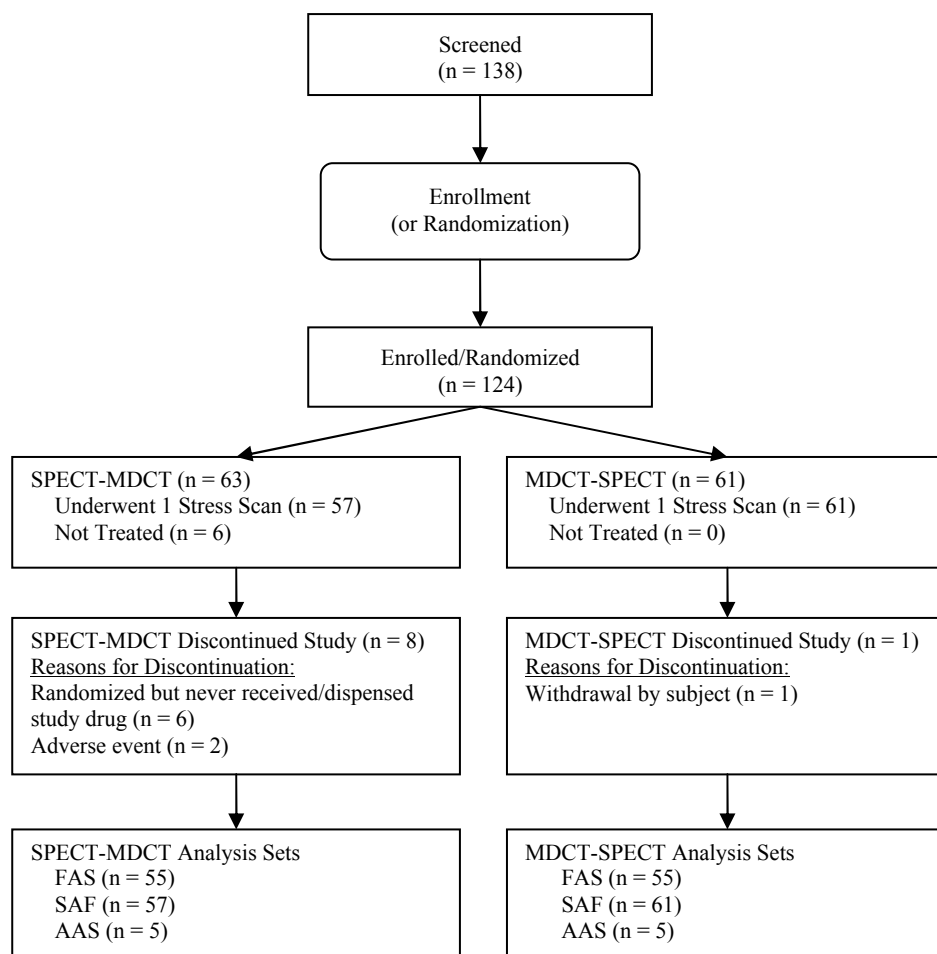 Screened
(n = 138)
Enrollment
(or Randomization)
Enrolled/Randomized
(n = 124)
SPECT-MDCT (n = 63)
Underwent 1 Stress Scan (n = 57)
Not Treated (n = 6)
MDCT-SPECT (n = 61)
Underwent 1 Stress Scan (n = 61)
Not Treated (n = 0)
SPECT-MDCT Discontinued Study (n = 8)
Reasons for Discontinuation:
Randomized but never received/dispensed
study drug (n = 6)
Adverse event (n = 2)
MDCT-SPECT Discontinued Study (n = 1)
Reasons for Discontinuation:
Withdrawal by subject (n = 1)
SPECT-MDCT Analysis Sets
FAS (n = 55)
SAF (n = 57)
AAS (n = 5)
MDCT-SPECT Analysis Sets
FAS (n = 55)
SAF (n = 61)
AAS (n = 5)